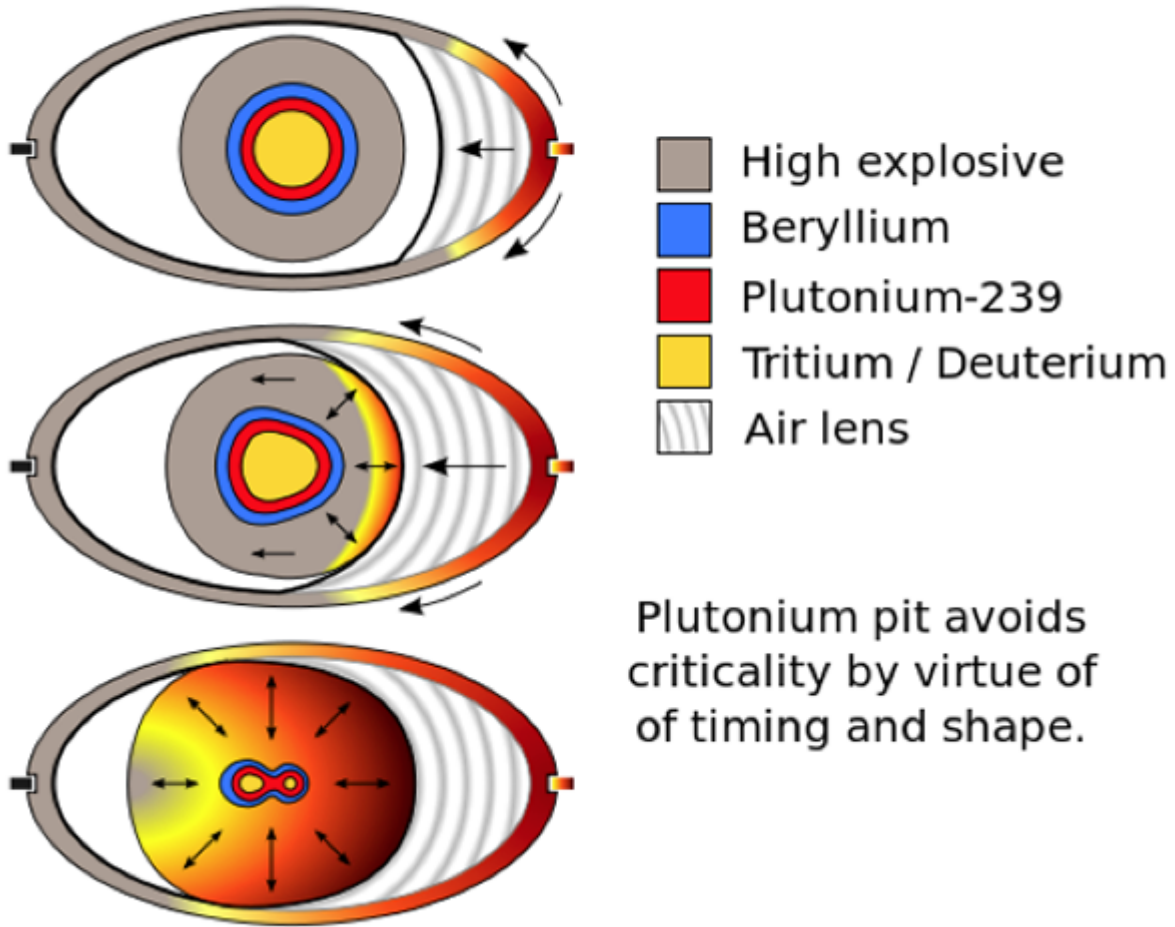 High explosive
Beryllium
Plutonium-239
Tritium / Deuterium
Air lens
Plutonium pit avoids
criticality by virtue of
of timing and shape.